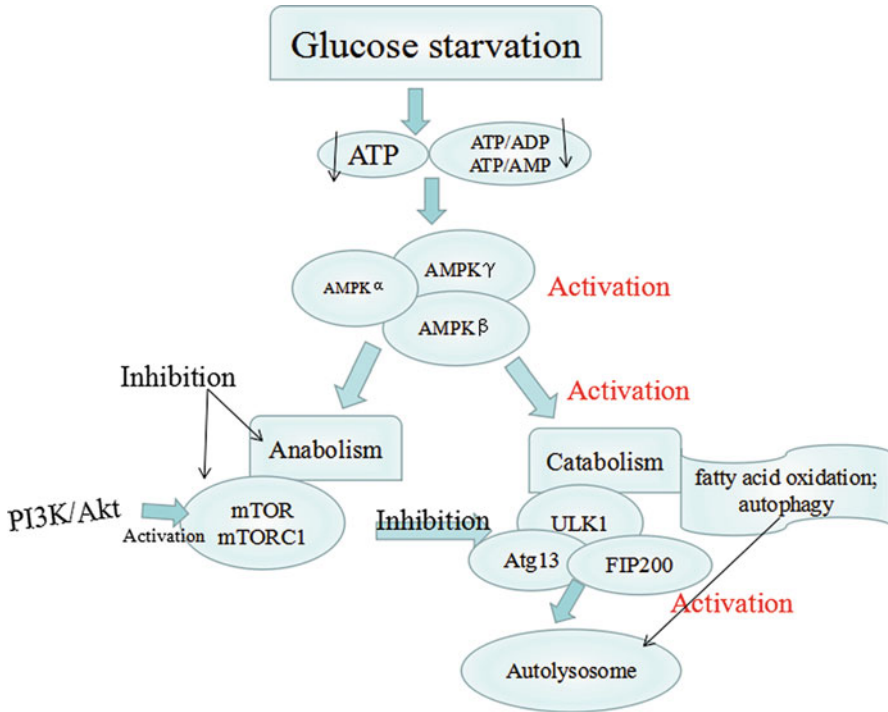 Glucose starvation
ATP
ATP/ADP
ATP/AMP
AMPKγ
AMPKα
Activation
AMPKβ
Inhibition
Activation
Anabolism
Catabolism
fatty acid oxidation;
autophagy
PI3K/Akt
Activation
mTOR
mTORC1
Inhibition
ULK1
Atg13
FIP200
Activation
Autolysosome